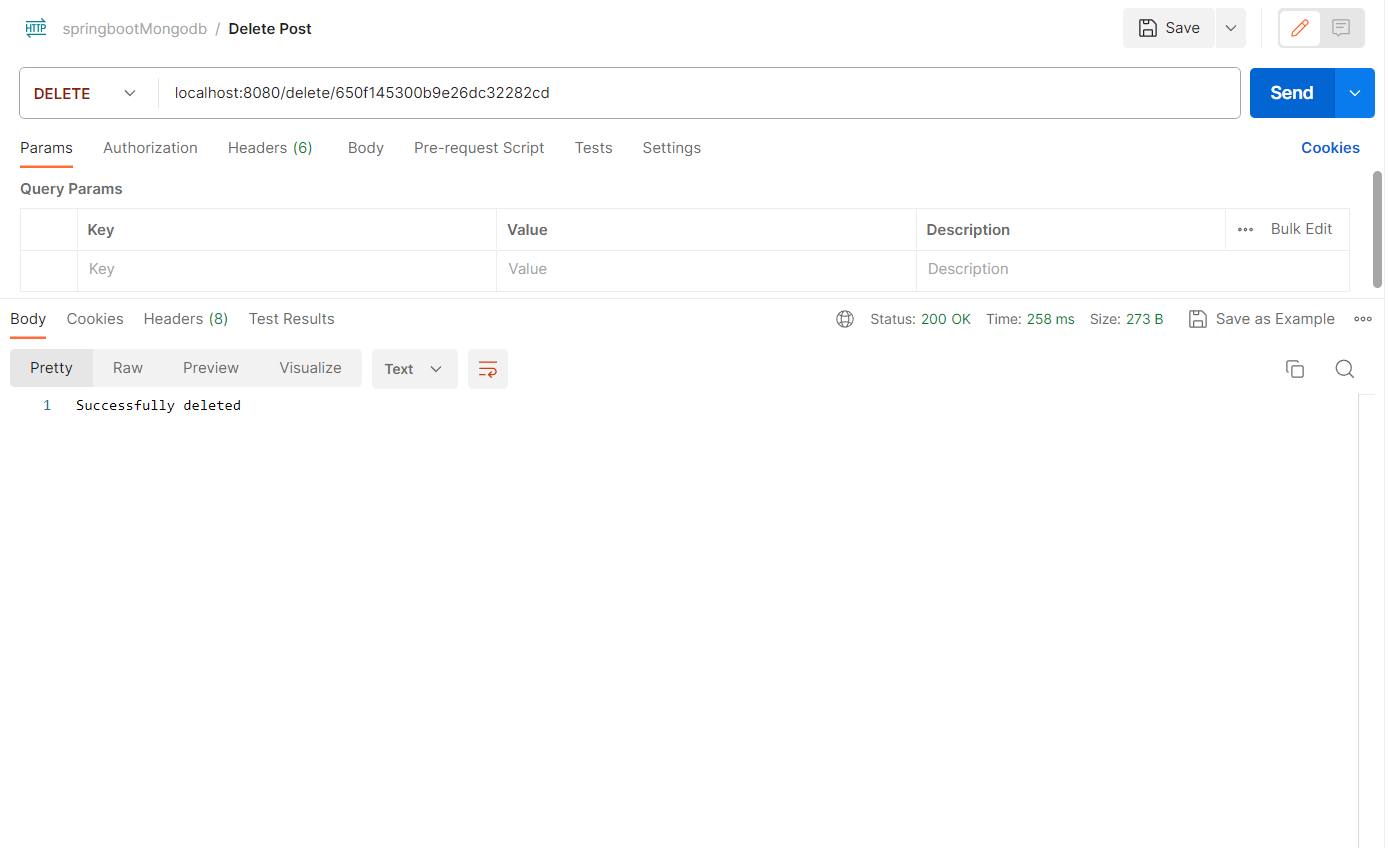 HTTP springbootMongodb / Delete Post Save
DELETE localhost:8080/delete/650f145300b9e26dc32282cd Send
Params Authorization Headers (6) Body Pre-request Script Tests Settings Cookies
Query Params
Key Value Description Bulk Edit
Key Value Description
Body Cookies Headers (8) Test Results Status: 200 OK Time: 258 ms Size: 273 B Save as Example
Pretty Raw Preview Visualize Text
1 Successfully deleted